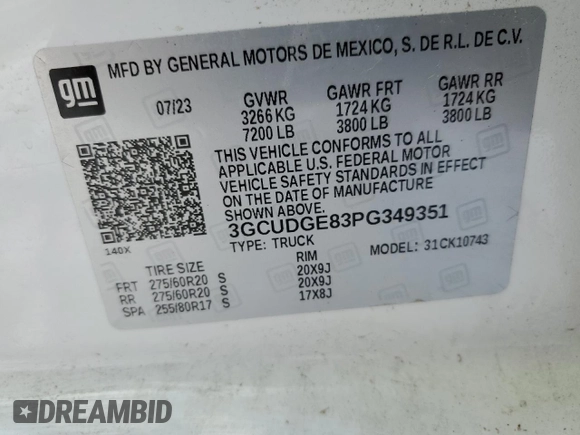 gm
MFD BY GENERAL MOTORS DE MEXICO, S. DE R.L. DE C.V.
07/23 GVWR GAWR FRT GAWR RR
3266 KG 1724 KG 1724 KG
7200 LB 3800 LB 3800 LB
THIS VEHICLE CONFORMS TO ALL
APPLICABLE U.S. FEDERAL MOTOR
VEHICLE SAFETY STANDARDS IN EFFECT
ON THE DATE OF MANUFACTURE
SHOWN ABOVE.
3GCUDGE83PG349351
TYPE: TRUCK MODEL: 31CK10743
140X
TIRE SIZE RIM
FRT 275/60R20 S 20X9J
RR 275/60R20 S 20X9J
SPA 255/80R17 S 17X8J
DREAMBID